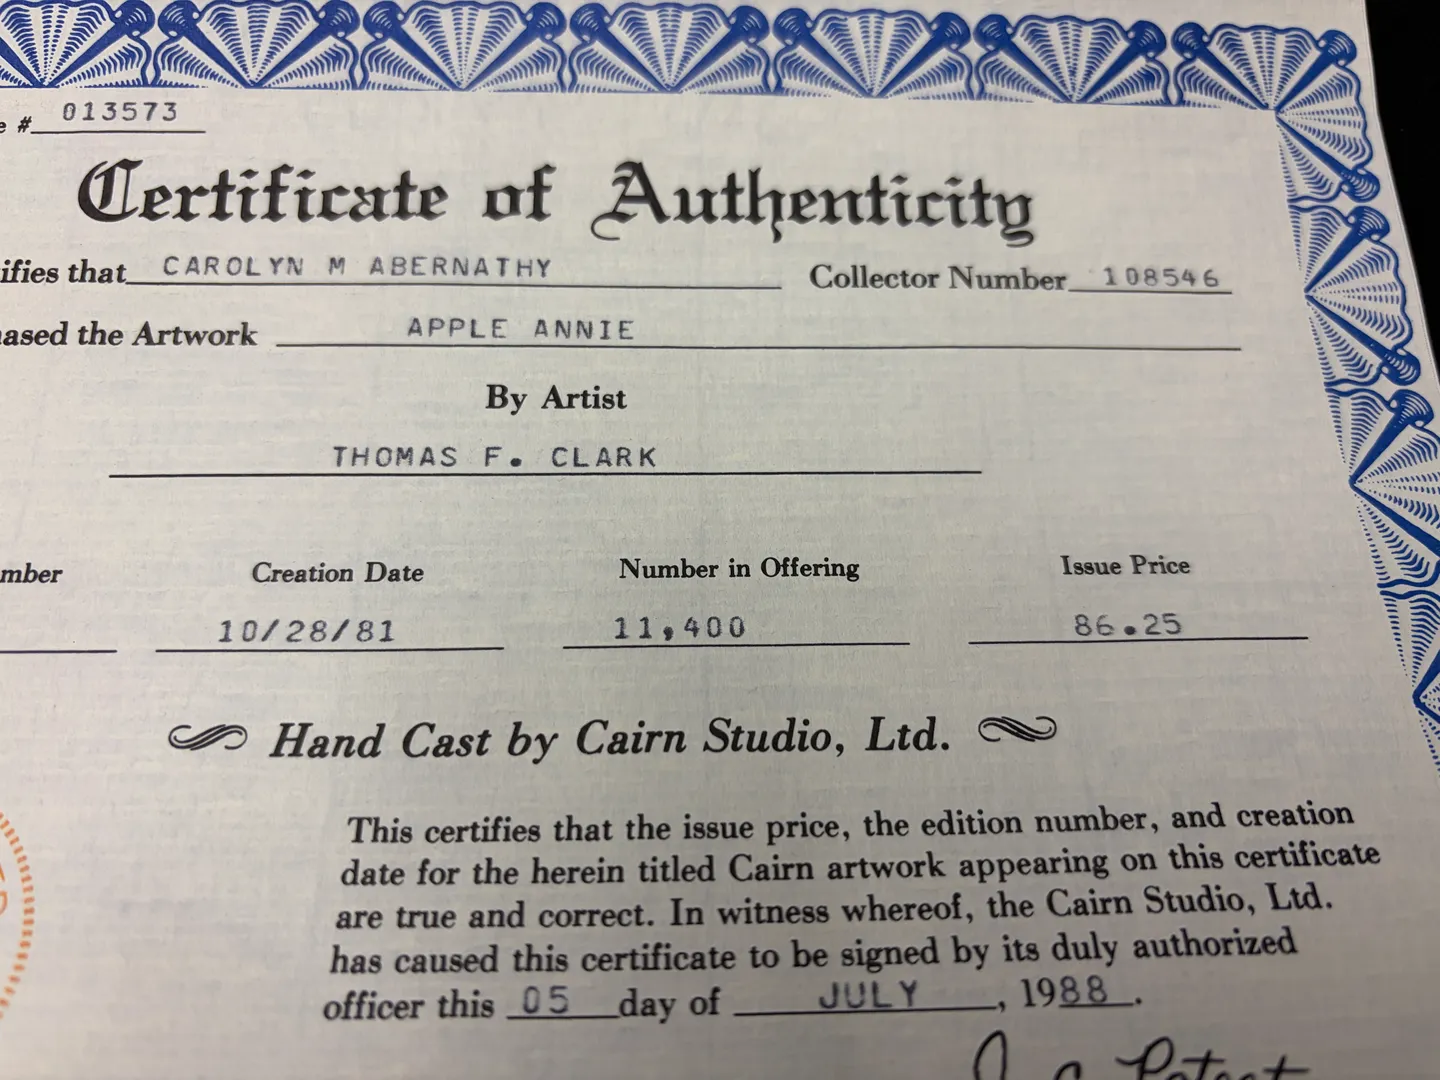 e # 013573
Certificate of Authenticity
ifies that CAROLYN M ABERNATHY Collector Number 108546
ased the Artwork APPLE ANNIE
By Artist
THOMAS F. CLARK
mber Creation Date Number in Offering Issue Price
10/28/81 11,400 86.25
Hand Cast by Cairn Studio, Ltd.
This certifies that the issue price, the edition number, and creation
date for the herein titled Cairn artwork appearing on this certificate
are true and correct. In witness whereof, the Cairn Studio, Ltd.
has caused this certificate to be signed by its duly authorized
officer this 05 day of JULY, 1988.